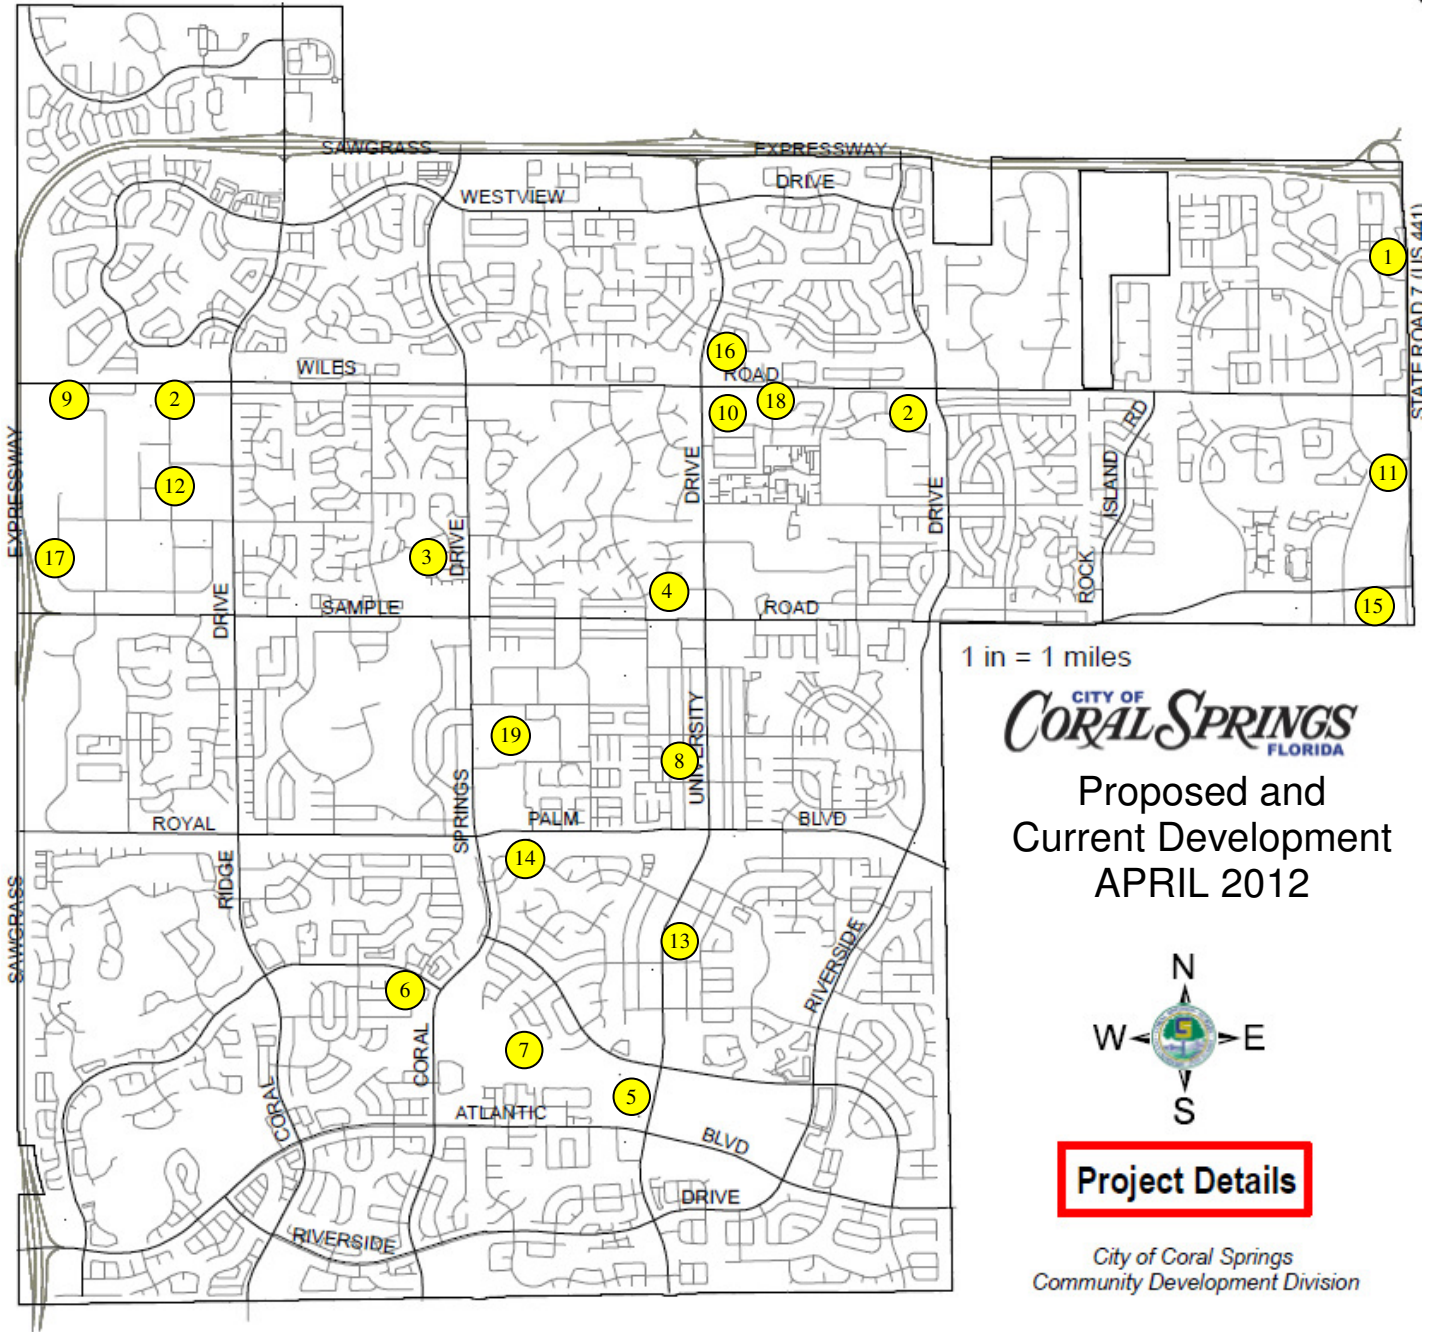 SAWGRASS
EXPRESSWAY
WESTVIEW
DRIVE
1
STATE ROAD 7 (US 441)
16
WILES
ROAD
9
2
10
18
2
RD
EXPRESSWAY
12
DRIVE
DRIVE
ISLAND
11
17
3
DRIVE
ROCK
DRIVE
4
SAMPLE
ROAD
15
1 in = 1 miles
CITY OF
CORAL SPRINGS
FLORIDA
19
8
UNIVERSITY
SPRINGS
Proposed and
Current Development
APRIL 2012
ROYAL
PALM
BLVD
14
RIDGE
SAWGRASS
13
RIVERSIDE
6
CORAL
7
5
CORAL
ATLANTIC
BLVD
DRIVE
RIVERSIDE
N
W
E
S
Project Details
City of Coral Springs
Community Development Division